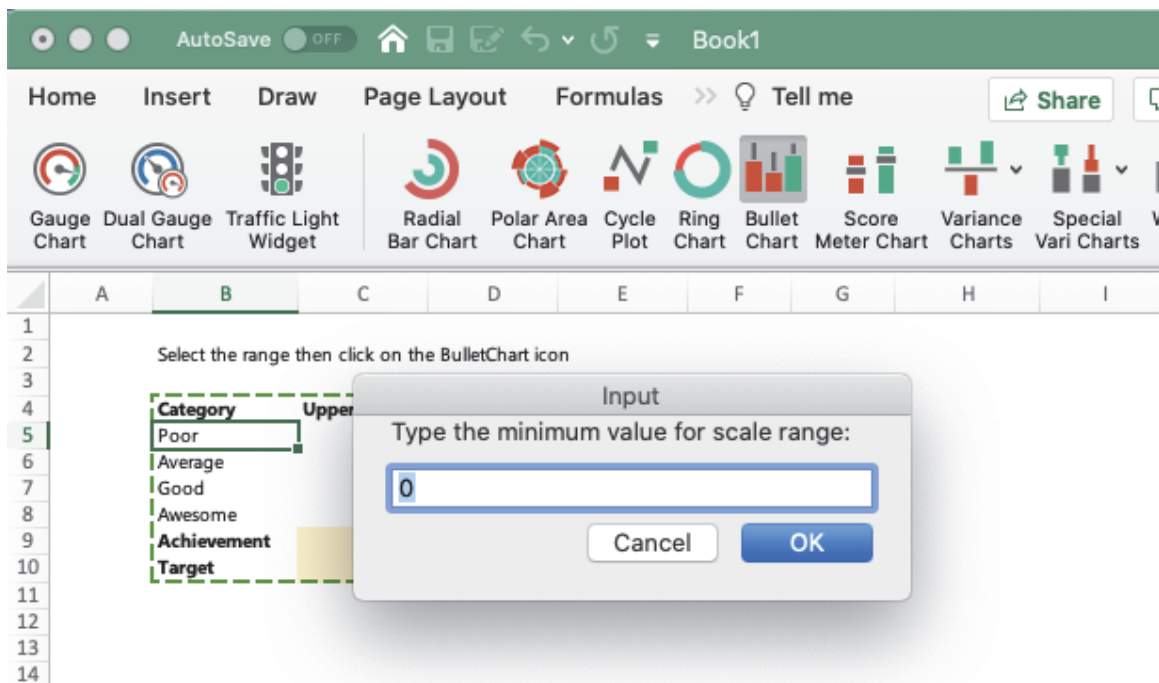 AutoSave OFF Book1
Home Insert Draw Page Layout Formulas >> Tell me Share
Gauge Dual Gauge Traffic Light Radial Polar Area Cycle Ring Bullet Score Variance Special
Chart Chart Widget Bar Chart Chart Plot Chart Chart Meter Chart Charts Vari Charts
A B C D E F G H I
1
2 Select the range then click on the BulletChart icon
3
Input
4 Category Upper
Type the minimum value for scale range:
5 Poor
6 Average
7 Good
0
8 Awesome
9 Achievement
Cancel OK
10 Target
11
12
13
14